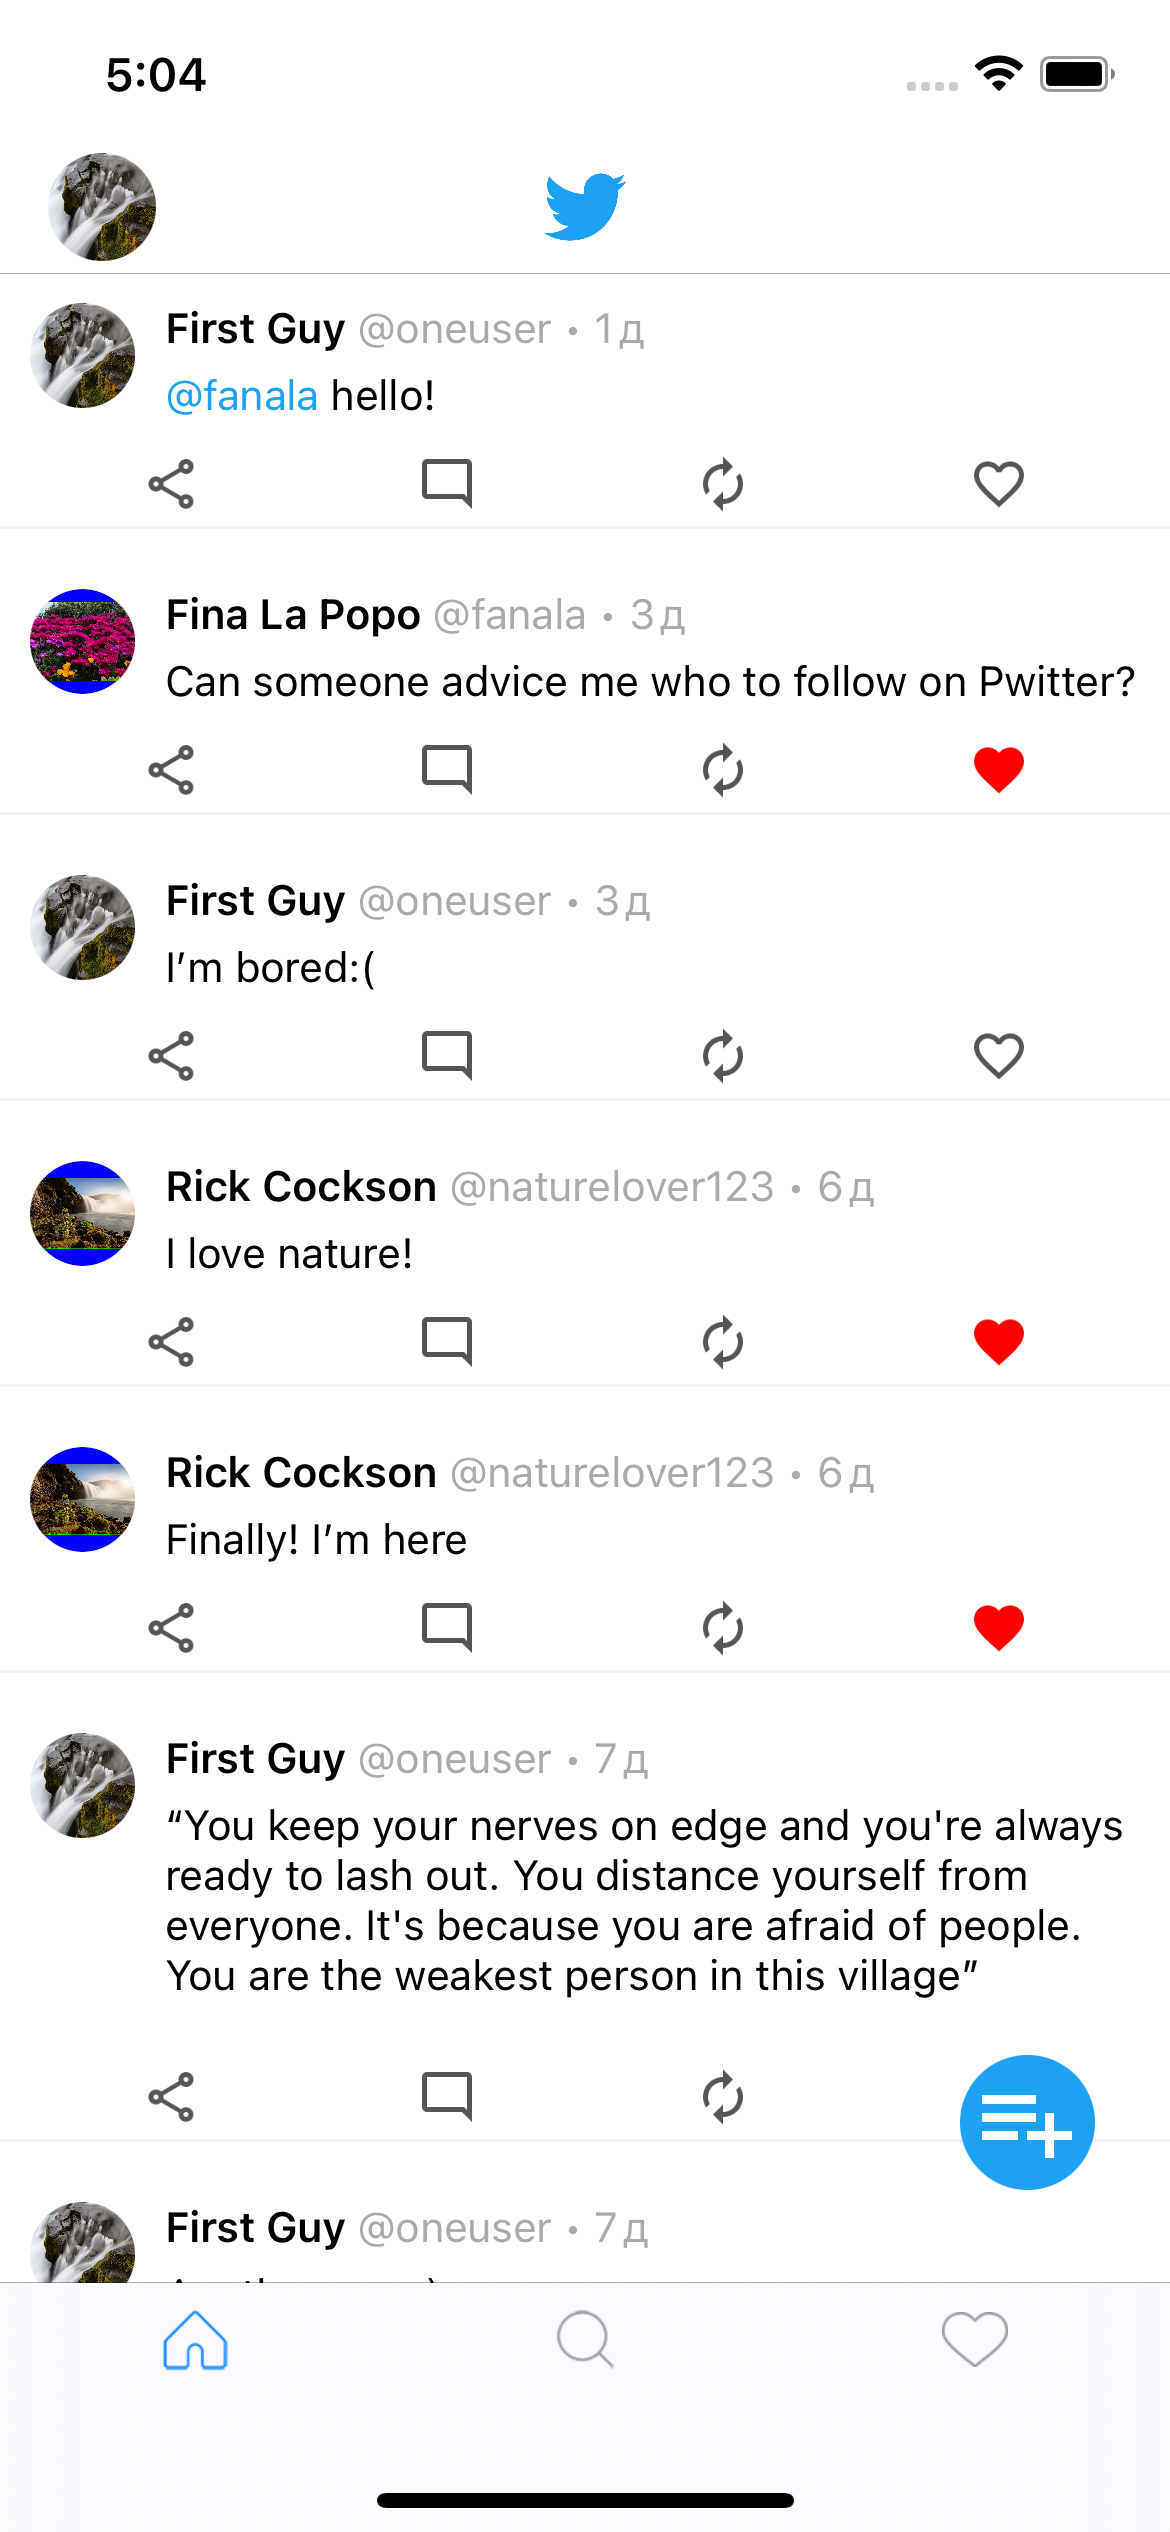 5:04
First Guy @oneuser • 1д
@fanala hello!
Fina La Popo @fanala • 3д
Can someone advice me who to follow on Pwitter?
First Guy @oneuser • 3д
I’m bored:(
Rick Cockson @naturelover123 • 6д
I love nature!
Rick Cockson @naturelover123 • 6д
Finally! I’m here
First Guy @oneuser • 7д
“You keep your nerves on edge and you're always
ready to lash out. You distance yourself from
everyone. It's because you are afraid of people.
You are the weakest person in this village”
First Guy @oneuser • 7д